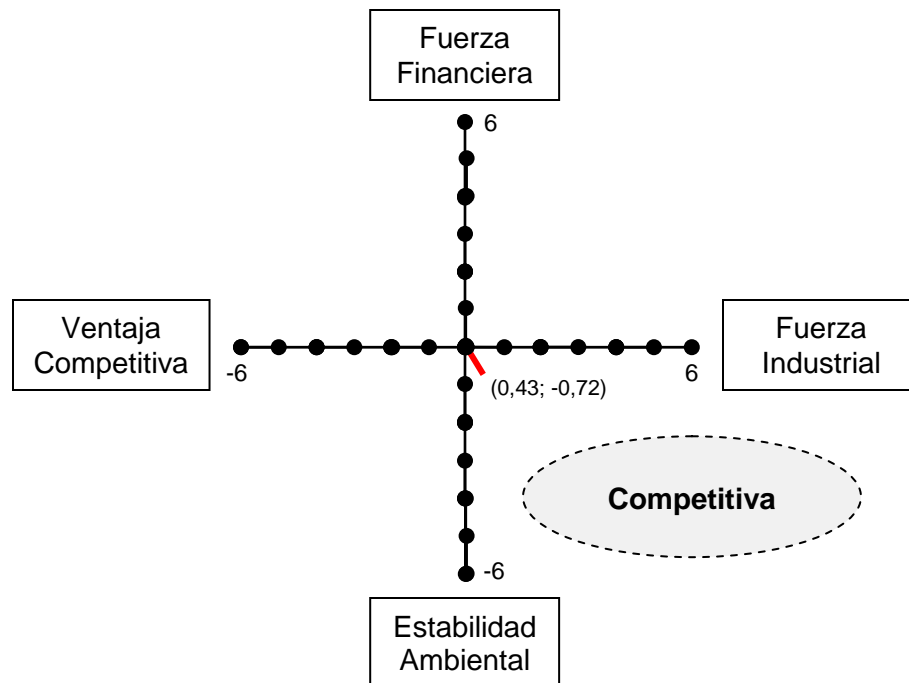 Fuerza
Financiera
6
Ventaja
Competitiva
-6
Fuerza
Industrial
6
(0,43; -0,72)
Competitiva
-6
Estabilidad
Ambiental